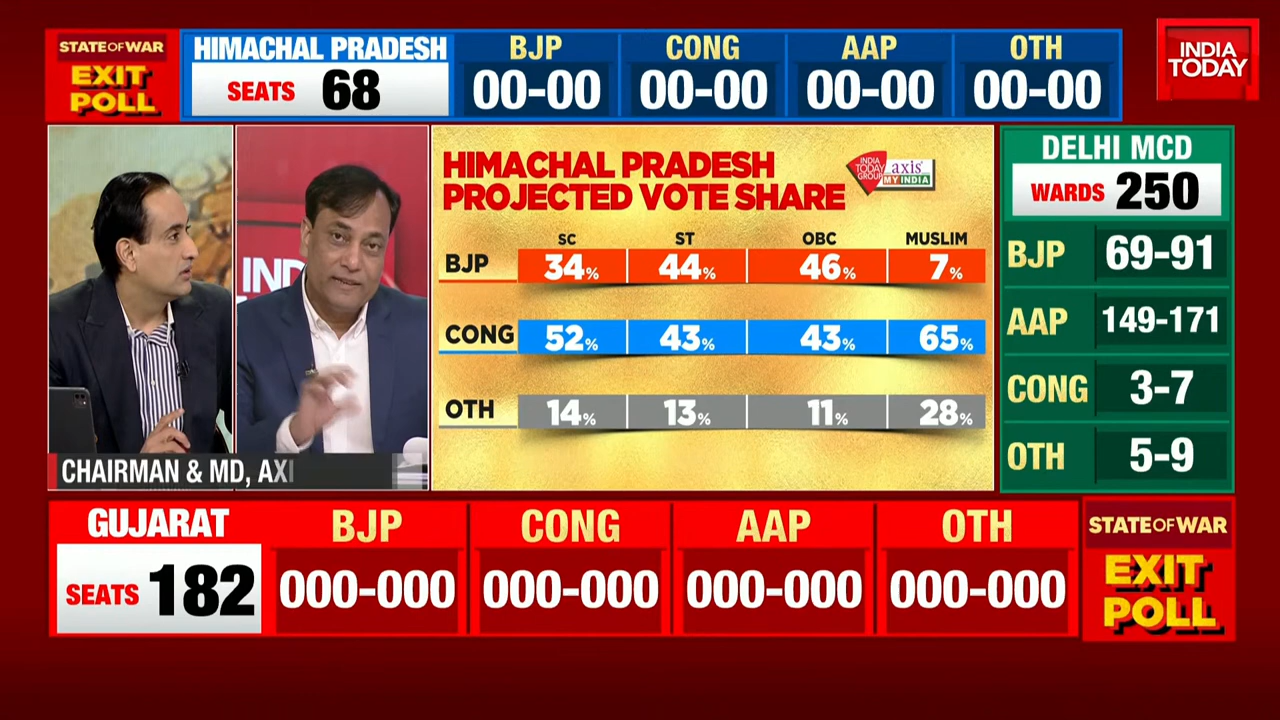 STATE OF WAR
EXIT
POLL
HIMACHAL PRADESH
SEATS 68
BJP
00-00
CONG
00-00
AAP
00-00
OTH
00-00
INDIA
TODAY
IND
CHAIRMAN & MD, AXI
HIMACHAL PRADESH
PROJECTED VOTE SHARE
INDIA
TODAY
GROUP
axis
MY INDIA
SC ST OBC MUSLIM
BJP 34% 44% 46% 7%
CONG 52% 43% 43% 65%
OTH 14% 13% 11% 28%
DELHI MCD
WARDS 250
BJP 69-91
AAP 149-171
CONG 3-7
OTH 5-9
GUJARAT
SEATS 182
BJP
000-000
CONG
000-000
AAP
000-000
OTH
000-000
STATE OF WAR
EXIT
POLL